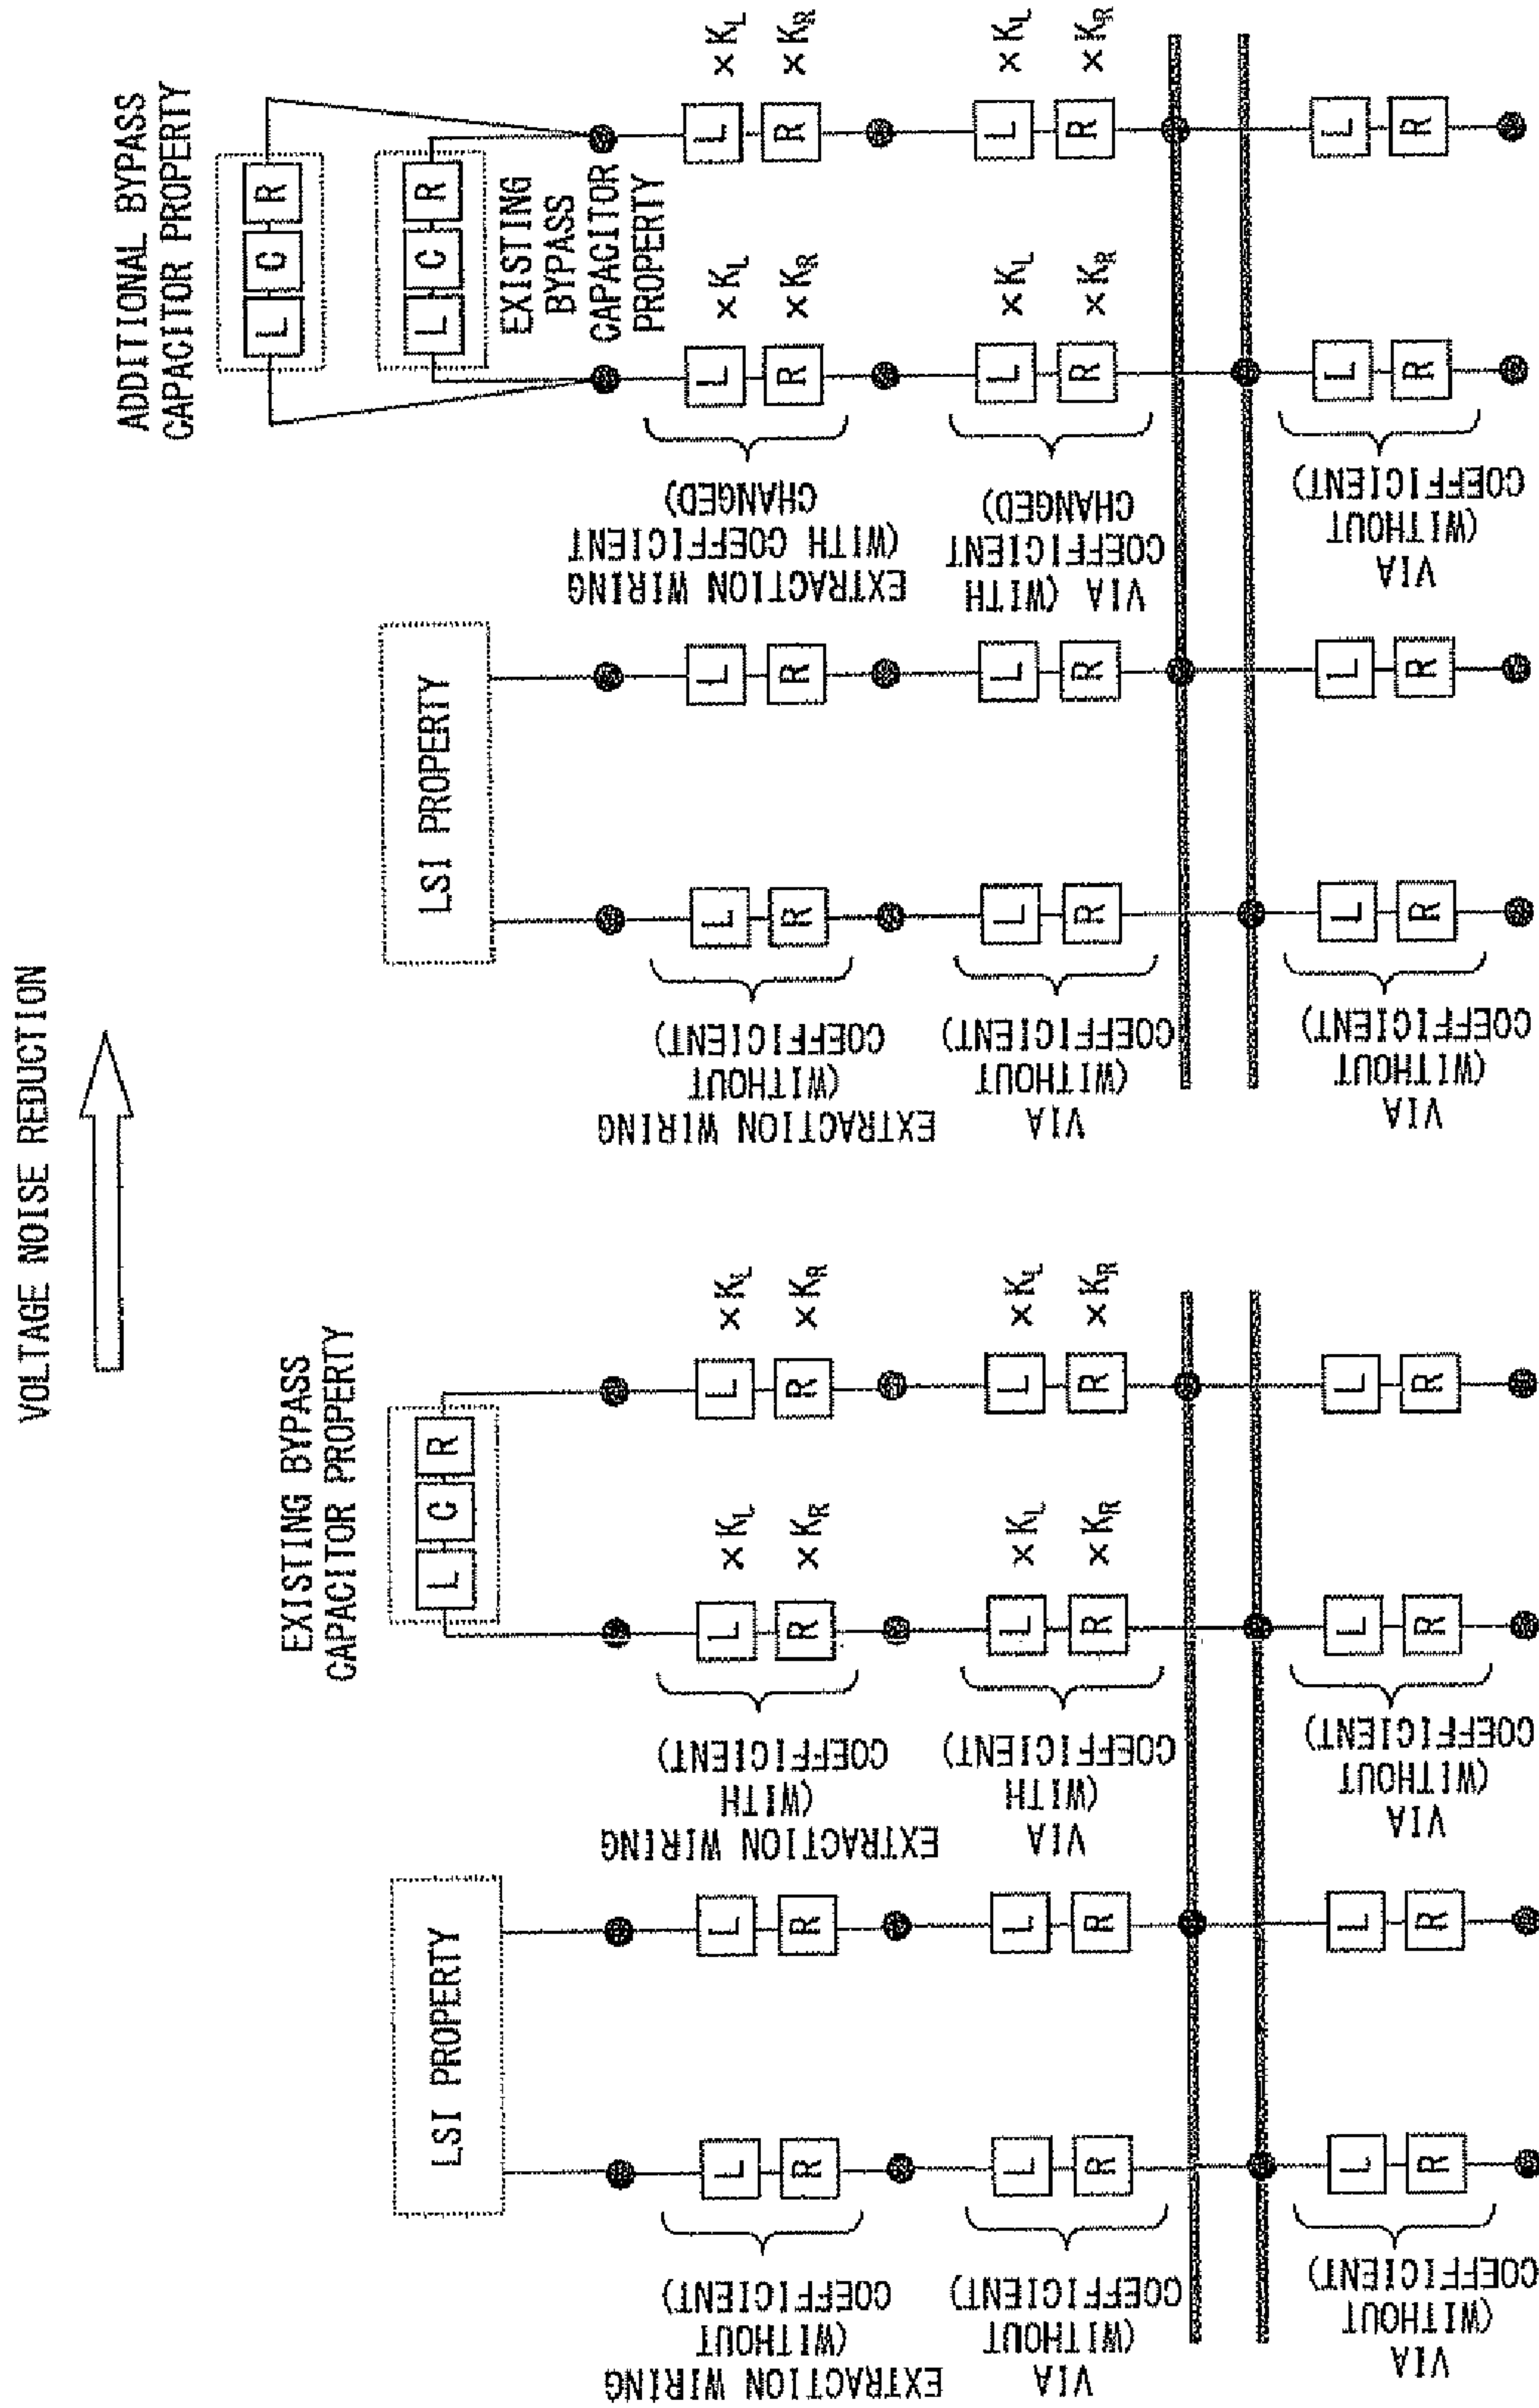 VOLTAGE NOISE REDUCTION
EXISTING BYPASS
CAPACITOR PROPERTY
L C R
LSI PROPERTY
L
R
L
R
L
R
×KL
L
R
×KR
×KL
L
R
×KR
EXTRACTION WIRING
(WITHOUT
COEFFICIENT)
EXTRACTION WIRING
(WITH
COEFFICIENT)
L
R
L
R
L
R
×KL
L
R
×KR
×KL
×KR
VIA
(WITHOUT
COEFFICIENT)
VIA
(WITH
COEFFICIENT)
L
R
L
R
L
R
L
R
VIA
(WITHOUT
COEFFICIENT)
VIA
(WITHOUT
COEFFICIENT)
ADDITIONAL BYPASS
CAPACITOR PROPERTY
L C R
L C R
EXISTING
BYPASS
CAPACITOR
PROPERTY
LSI PROPERTY
L
R
L
R
L
R
×KL
×KR
L
R
×KL
×KR
EXTRACTION WIRING
(WITHOUT
COEFFICIENT)
EXTRACTION WIRING
(WITH COEFFICIENT
CHANGED)
L
R
L
R
L
R
×KL
×KR
L
R
×KL
×KR
VIA
(WITHOUT
COEFFICIENT)
VIA (WITH
COEFFICIENT
CHANGED)
L
R
L
R
L
R
L
R
VIA
(WITHOUT
COEFFICIENT)
VIA
(WITHOUT
COEFFICIENT)